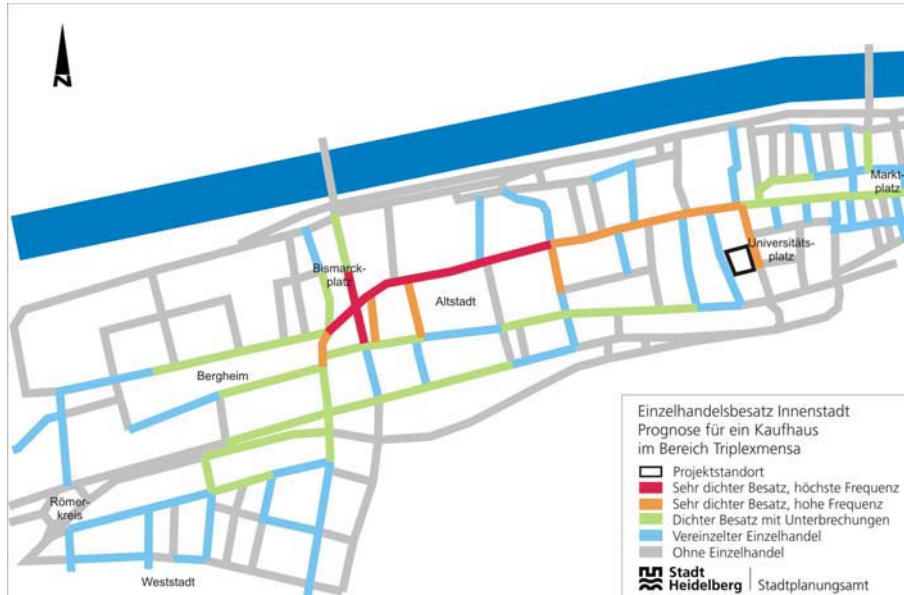 N
Markt-
platz
Universitäts-
platz
Bismarck-
platz
Altstadt
Bergheim
Römer-
kreis
Weststadt
Einzelhandelsbesatz Innenstadt
Prognose für ein Kaufhaus
im Bereich Triplexmensa
Projektstandort
Sehr dichter Besatz, höchste Frequenz
Sehr dichter Besatz, hohe Frequenz
Dichter Besatz mit Unterbrechungen
Vereinzelter Einzelhandel
Ohne Einzelhandel
Stadt
Heidelberg
Stadtplanungsamt